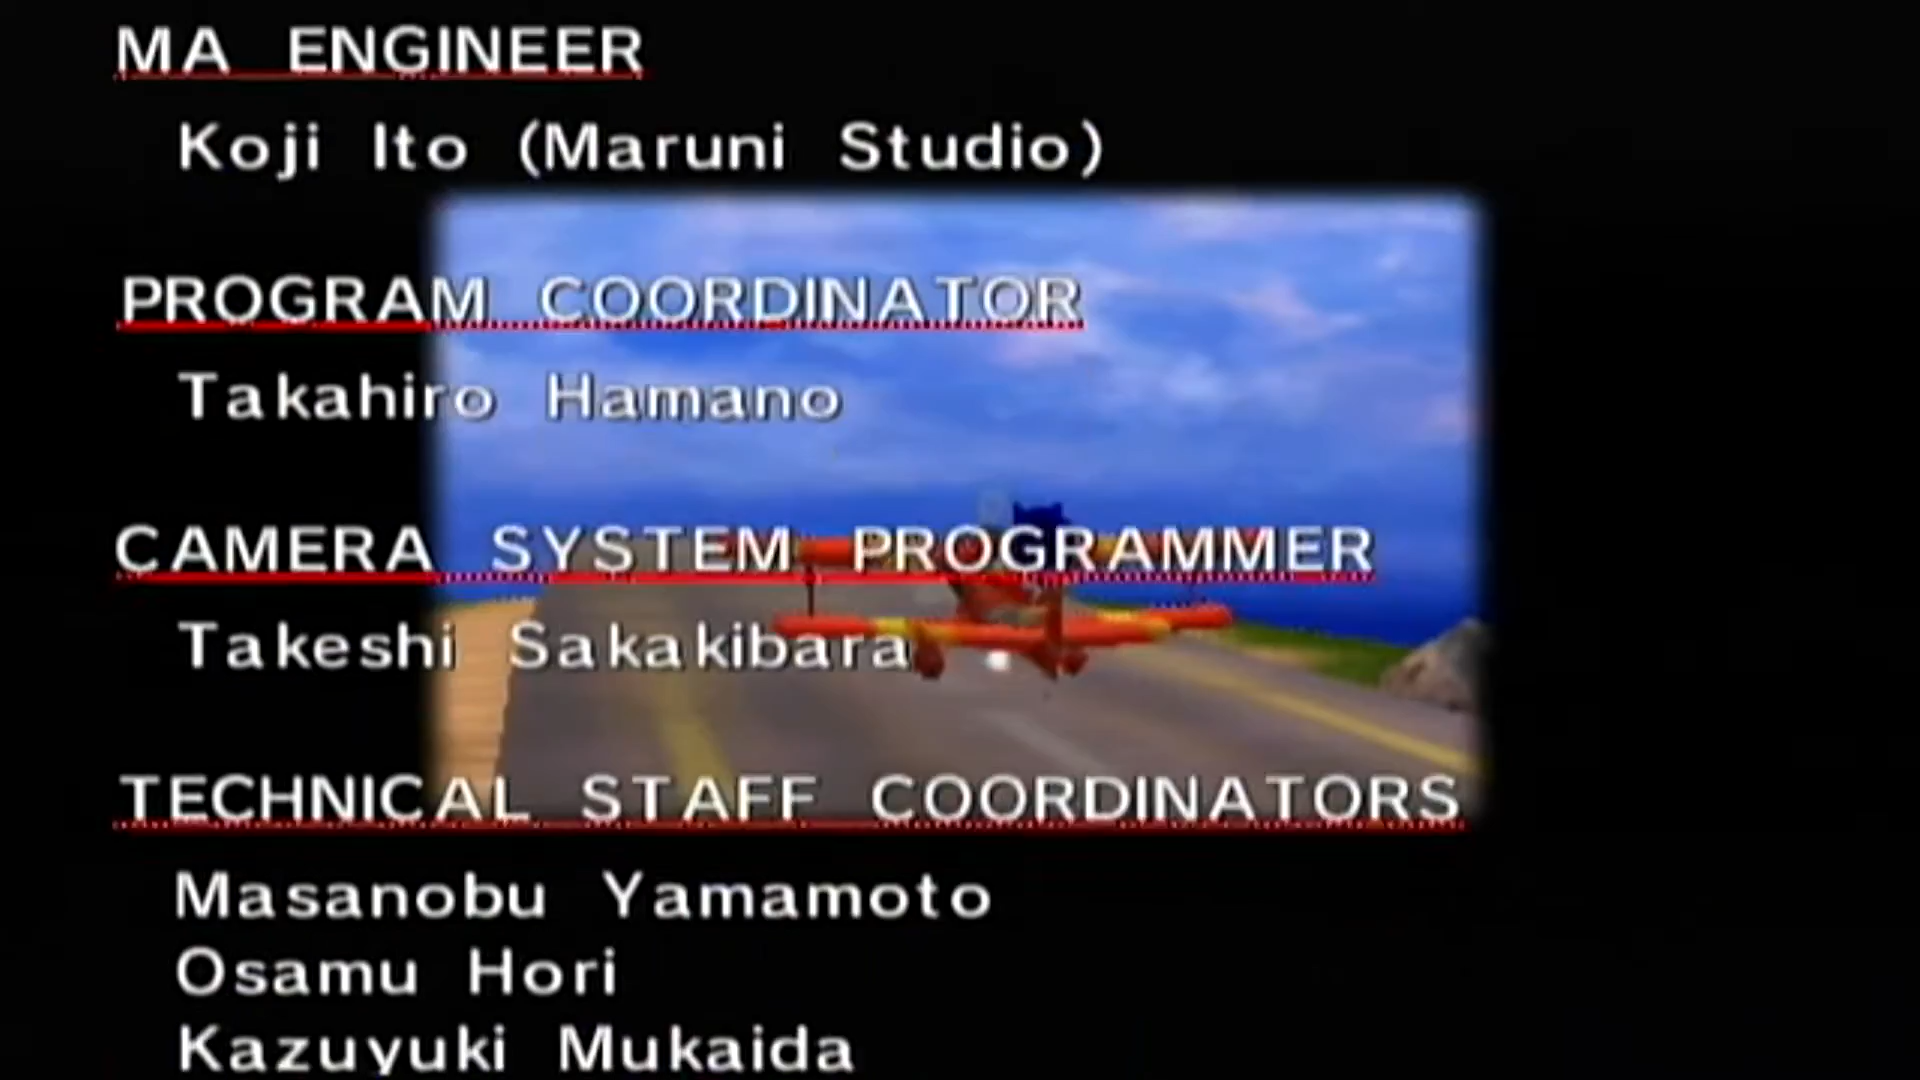 MA ENGINEER
Koji Ito (Maruni Studio)
PROGRAM COORDINATOR
Takahiro Hamano
CAMERA SYSTEM PROGRAMMER
Takeshi Sakakibara
TECHNICAL STAFF COORDINATORS
Masanobu Yamamoto
Osamu Hori
Kazuyuki Mukaida